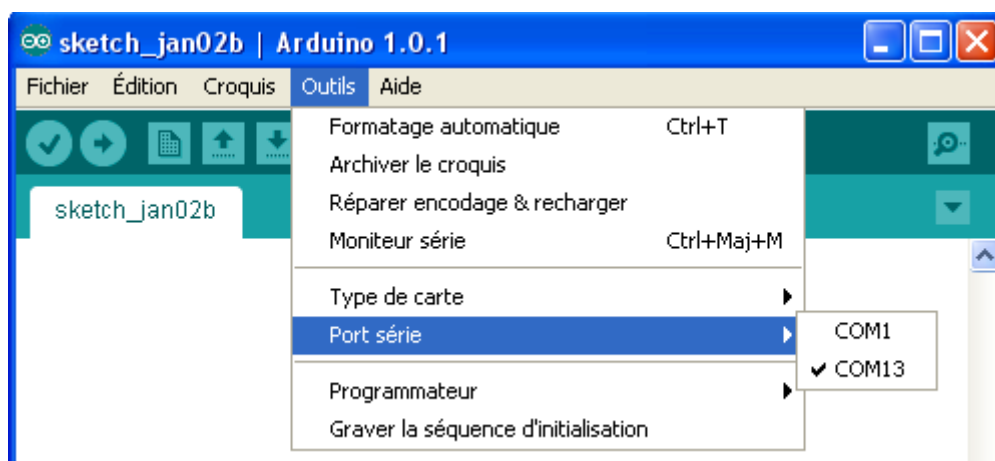 sketch_jan02b | Arduino 1.0.1
Fichier Édition Croquis Outils Aide
Formatage automatique Ctrl+T
Archiver le croquis
sketch_jan02b
Réparer encodage & recharger
Moniteur série Ctrl+Maj+M
Type de carte
Port série
COM1
COM13
Programmateur
Graver la séquence d'initialisation